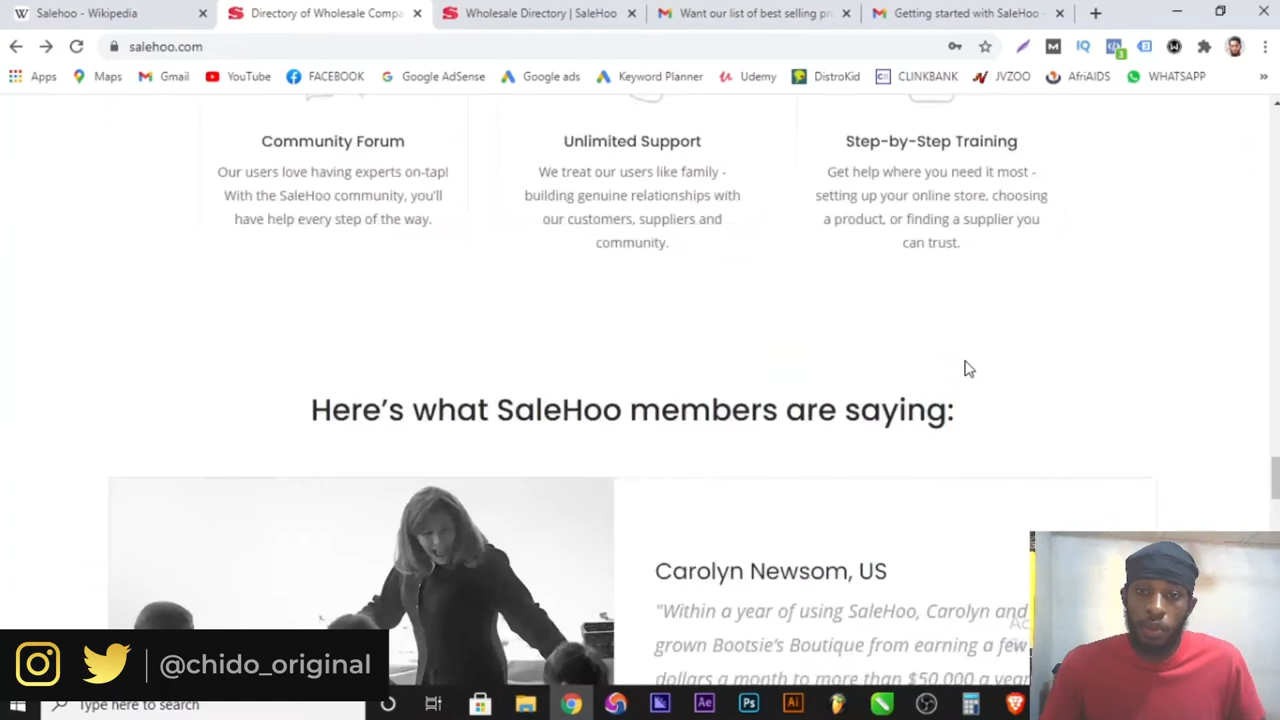 Salehoo - Wikipedia
Directory of Wholesale Compa
Wholesale Directory | SaleHoo
Want our list of best selling pr
Getting started with SaleHoo -
salehoo.com
3
Apps
Maps
Gmail
YouTube
FACEBOOK
Google AdSense
Google ads
Keyword Planner
Udemy
DistroKid
CLINKBANK
JVZOO
AfriAIDS
WHATSAPP
Community Forum
Our users love having experts on-tap!
With the SaleHoo community, you'll
have help every step of the way.
Unlimited Support
We treat our users like family -
building genuine relationships with
our customers, suppliers and
community.
Step-by-Step Training
Get help where you need it most -
setting up your online store, choosing
a product, or finding a supplier you
can trust.
Here's what SaleHoo members are saying:
Carolyn Newsom, US
"Within a year of using SaleHoo, Carolyn and
grown Bootsie's Boutique from earning a few
dollars a month to more than $50,000 a year
@chido_original
Type here to search